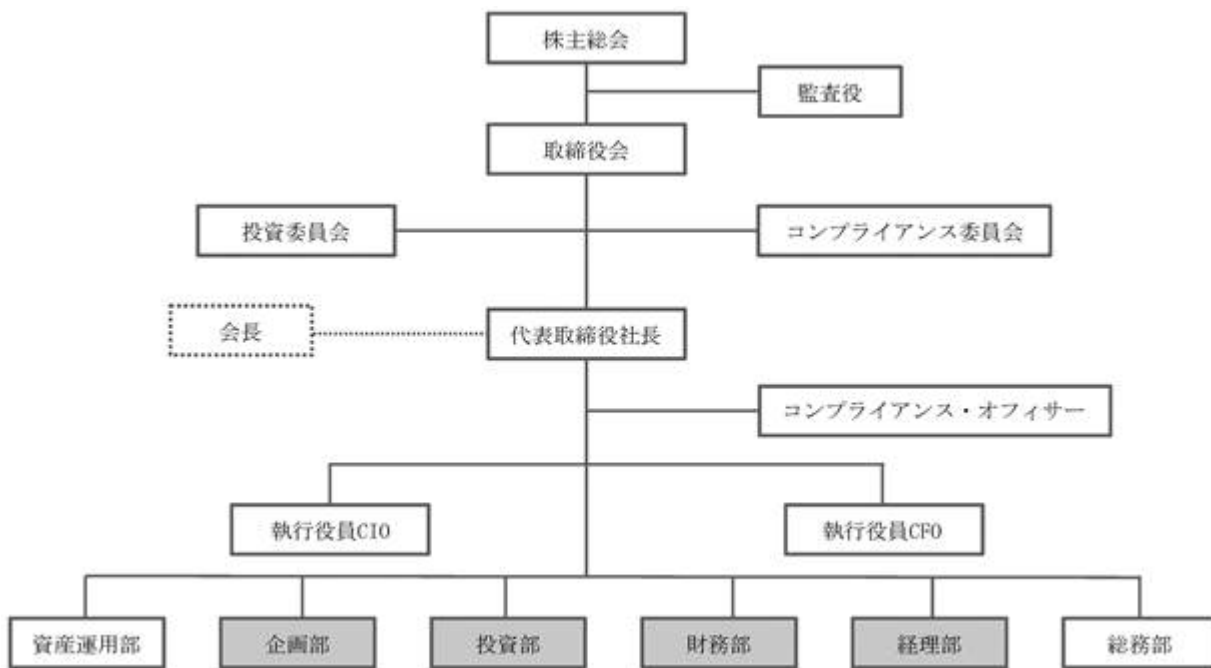 株主総会
監査役
取締役会
投資委員会
コンプライアンス委員会
会長
代表取締役社長
コンプライアンス・オフィサー
執行役員CIO
執行役員CFO
資産運用部
企画部
投資部
財務部
経理部
総務部